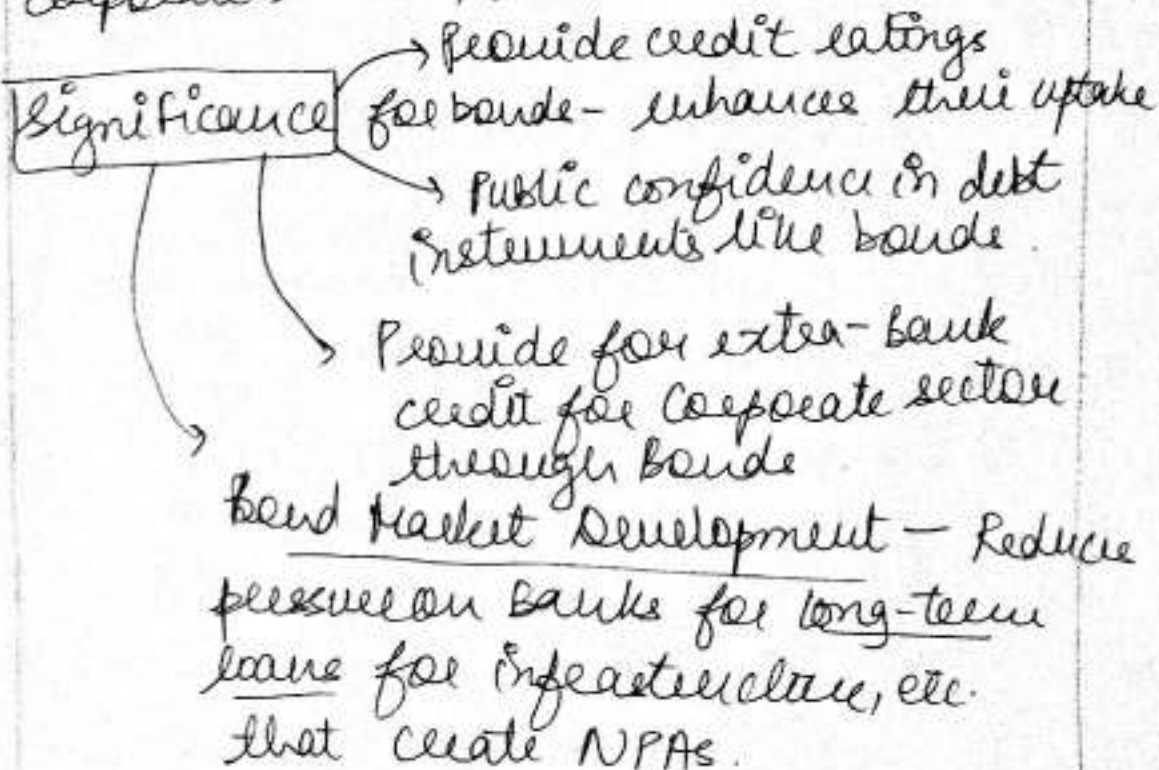 Provide credit ratings
Significance for bonds - enhances their uptake
Public confidence in debt
instruments like bonds.
Provide for extra-Bank
credit for Corporate sector
through Bonds
Bond Market Development - Reduce
pressure on Banks for long-term
loans for infrastructure, etc.
that create NPAs.